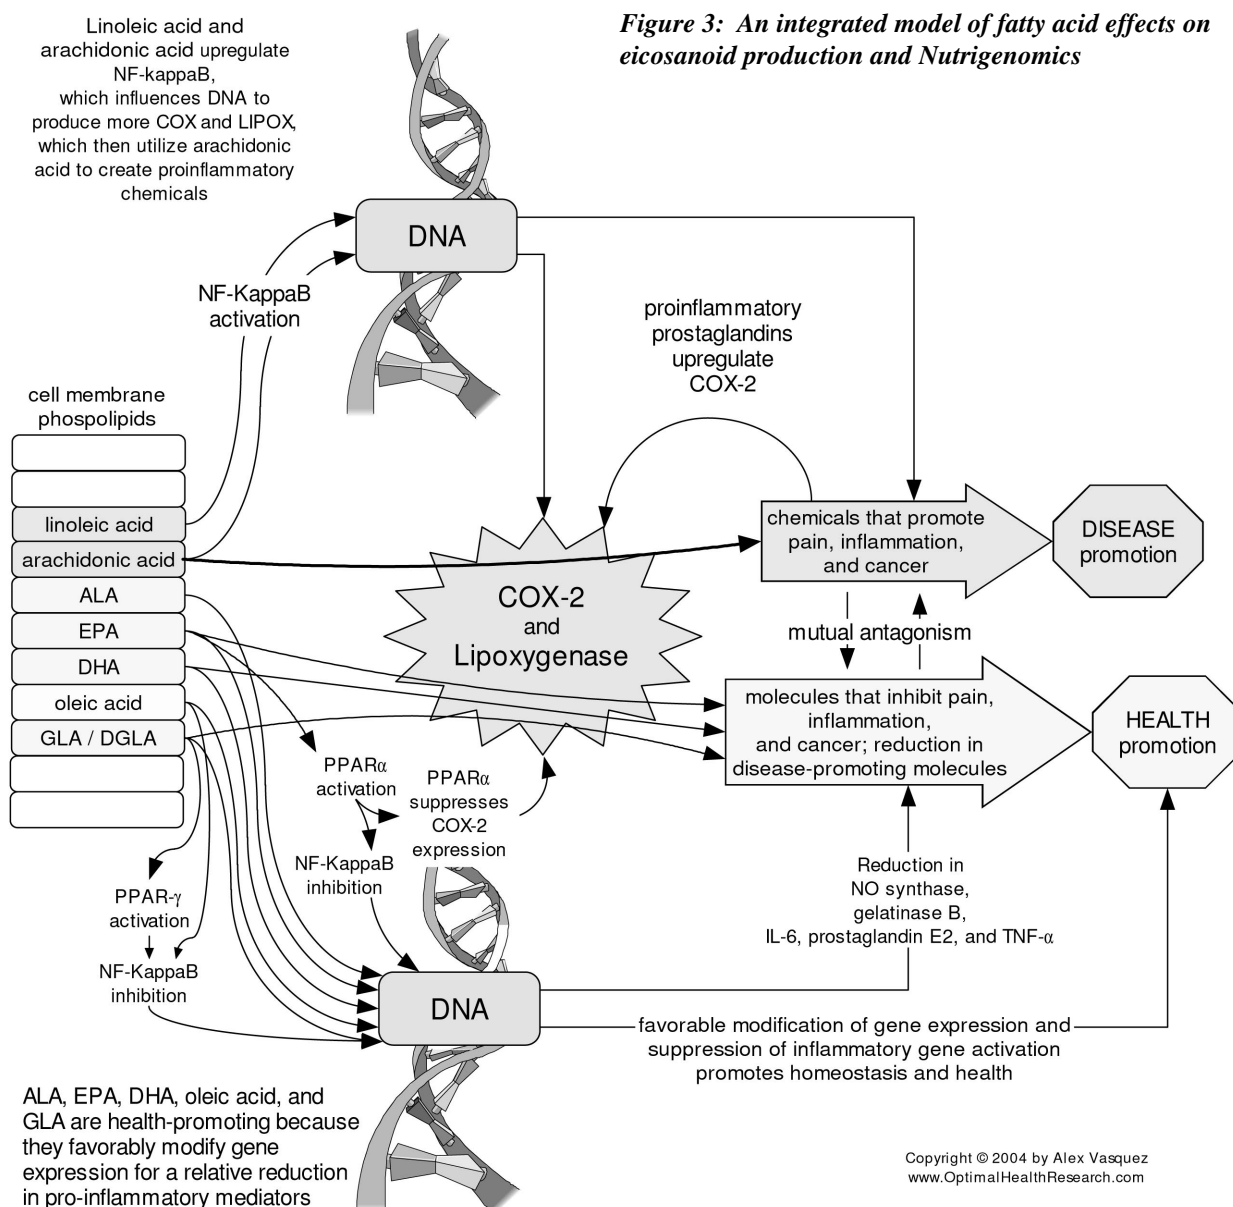 Linoleic acid and
arachidonic acid upregulate
NF-kappaB,
which influences DNA to
produce more COX and LIPOX,
which then utilize arachidonic
acid to create proinflammatory
chemicals
Figure 3: An integrated model of fatty acid effects on
eicosanoid production and Nutrigenomics
DNA
NF-KappaB
activation
proinflammatory
prostaglandins
upregulate
COX-2
cell membrane
phospolipids
linoleic acid
arachidonic acid
ALA
EPA
DHA
oleic acid
GLA / DGLA
COX-2
and
Lipoxygenase
chemicals that promote
pain, inflammation,
and cancer
DISEASE
promotion
mutual antagonism
molecules that inhibit pain,
inflammation,
and cancer; reduction in
disease-promoting molecules
HEALTH
promotion
PPARα
activation
PPARα
suppresses
COX-2
expression
NF-KappaB
inhibition
PPAR-γ
activation
NF-KappaB
inhibition
Reduction in
NO synthase,
gelatinase B,
IL-6, prostaglandin E2, and TNF-α
DNA
favorable modification of gene expression and
suppression of inflammatory gene activation
promotes homeostasis and health
ALA, EPA, DHA, oleic acid, and
GLA are health-promoting because
they favorably modify gene
expression for a relative reduction
in pro-inflammatory mediators
Copyright © 2004 by Alex Vasquez
www.OptimalHealthResearch.com